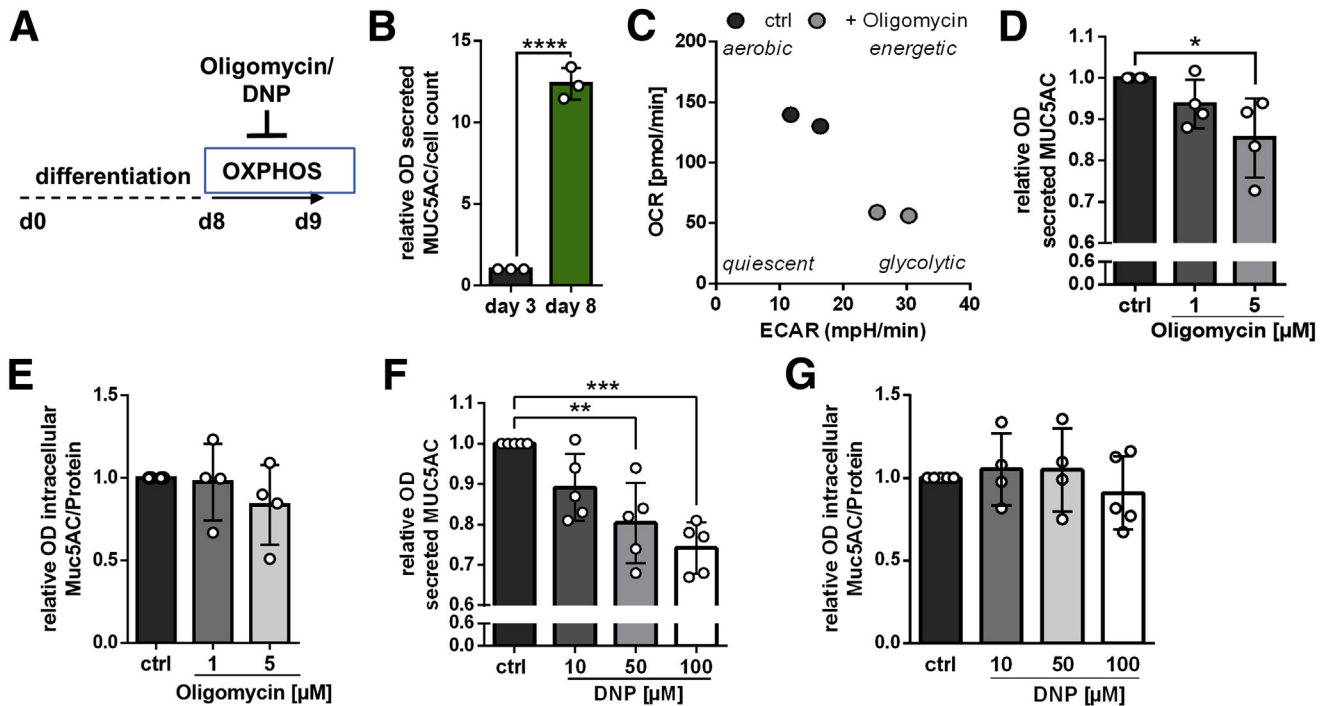 A
Oligomycin/
DNP
OXPHOS
differentiation
d0
d8
d9
B
relative OD secreted
MUC5AC/cell count
15
10
5
0
****
day 3
day 8
C
ctrl
+ Oligomycin
OCR [pmol/min]
200
150
100
50
0
aerobic
energetic
quiescent
glycolytic
0
10
20
30
40
ECAR (mpH/min)
D
relative OD
secreted MUC5AC
1.1
1.0
0.9
0.8
0.7
0.6
0.6
0.0
*
ctrl
1
5
Oligomycin [µM]
E
relative OD intracellular
Muc5AC/Protein
1.5
1.0
0.5
0.0
ctrl
1
5
Oligomycin [µM]
F
relative OD
secreted MUC5AC
1.1
1.0
0.9
0.8
0.7
0.6
0.6
0.0
***
**
ctrl
10
50
100
DNP [µM]
G
relative OD intracellular
Muc5AC/Protein
1.5
1.0
0.5
0.0
ctrl
10
50
100
DNP [µM]